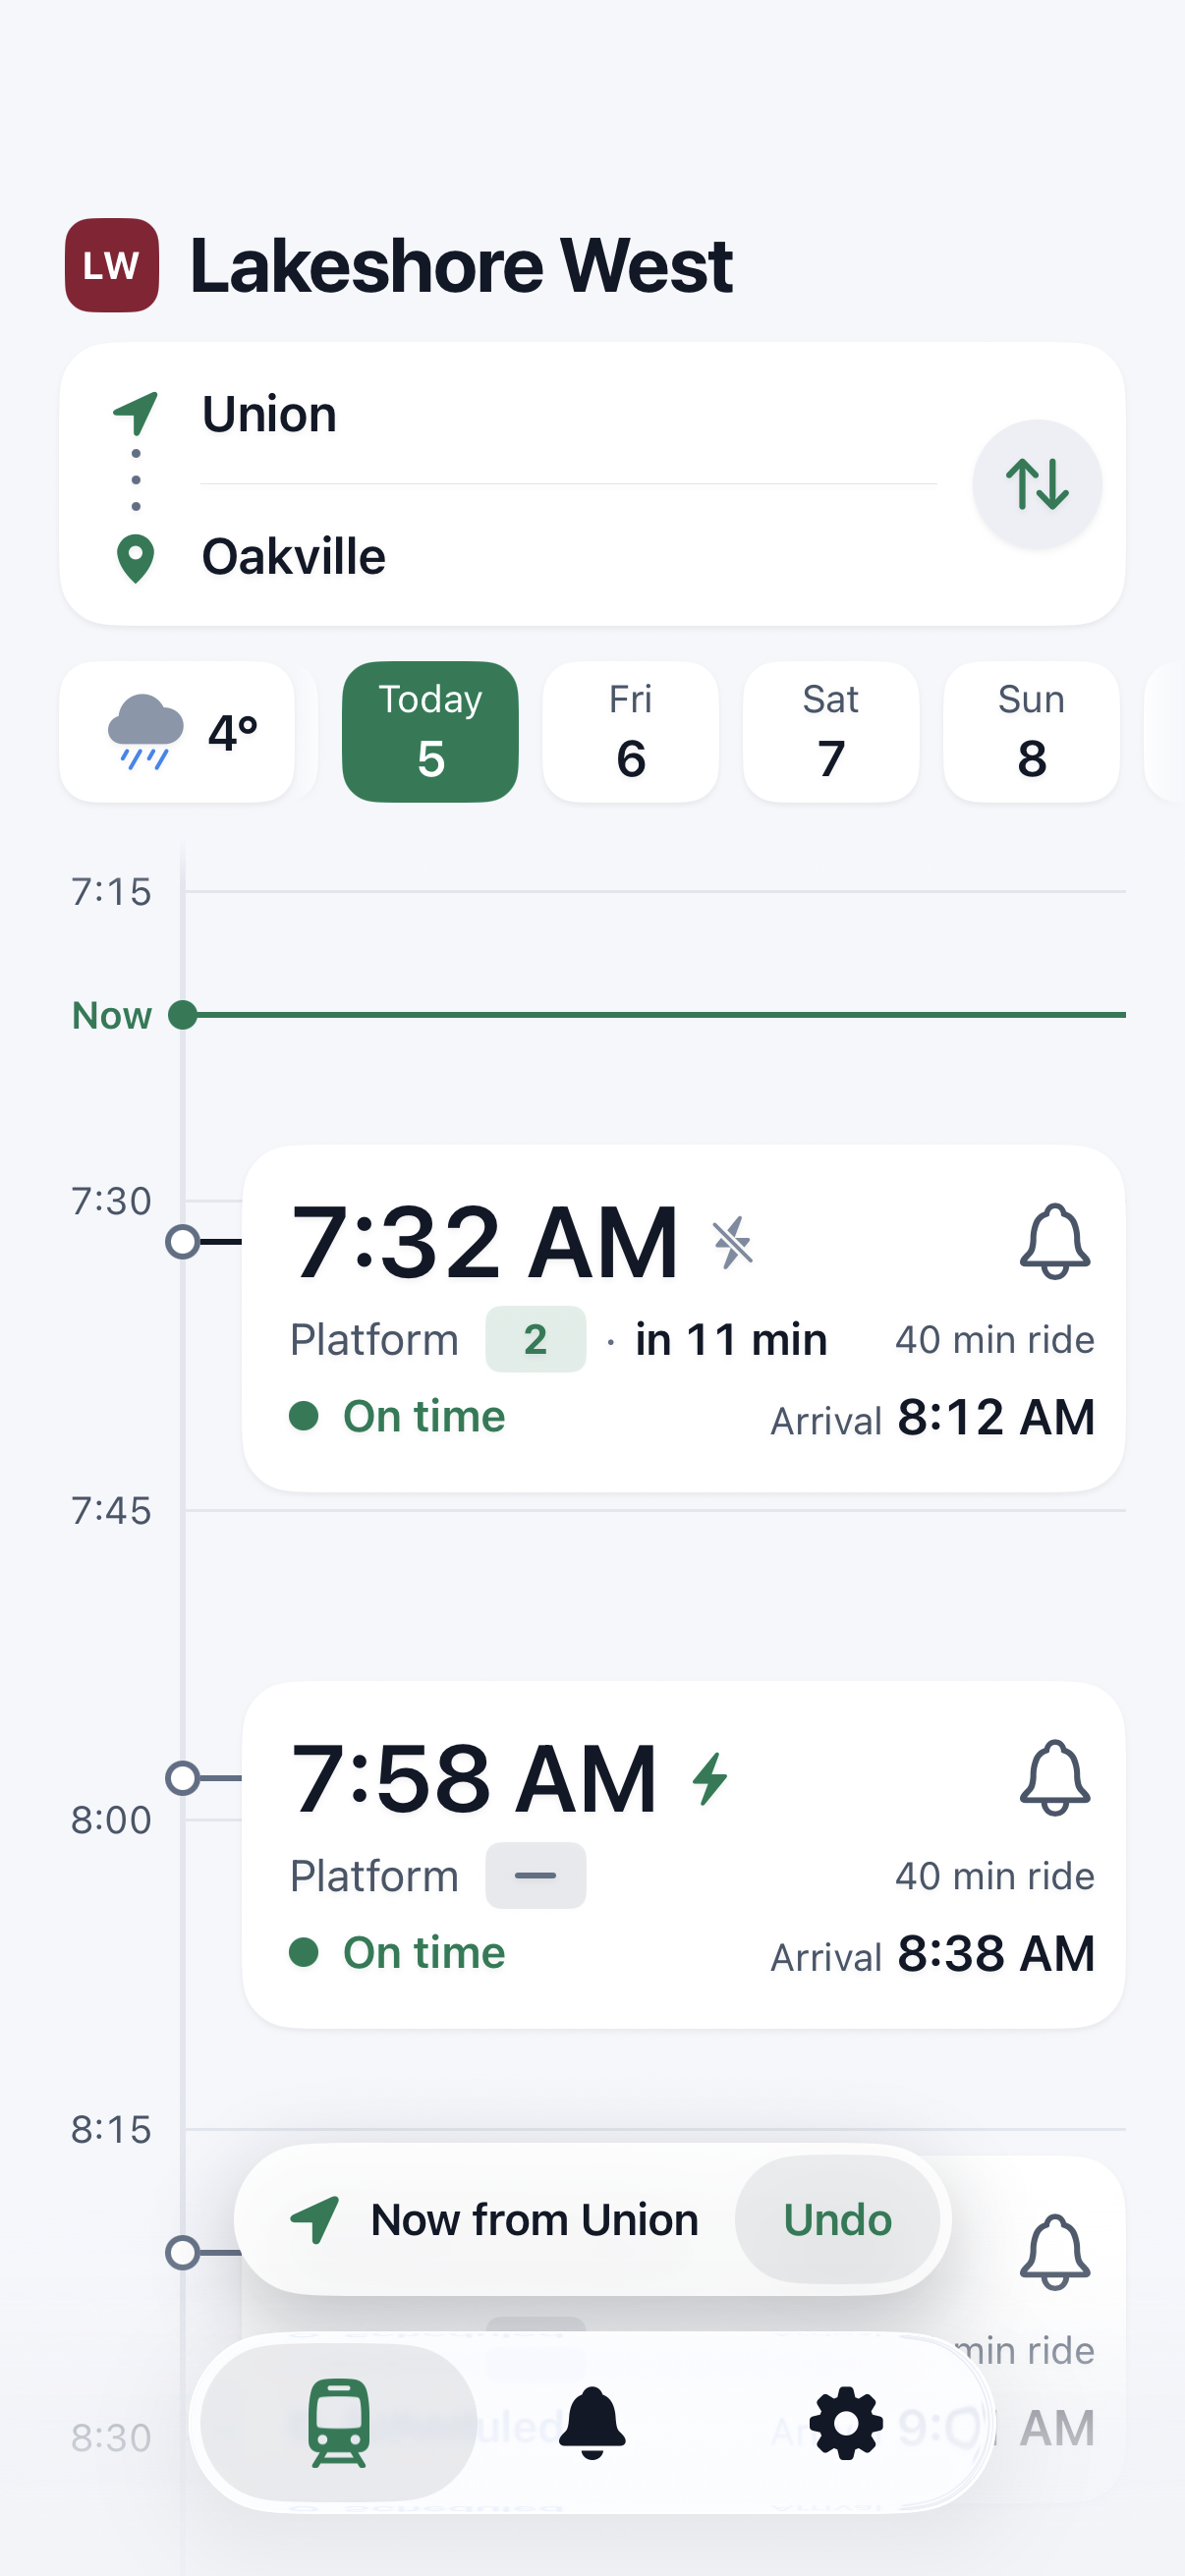 LW Lakeshore West
Union
Oakville
4°
Today
5
Fri
6
Sat
7
Sun
8
7:15
Now
7:30
7:32 AM
Platform 2 · in 11 min 40 min ride
On time Arrival 8:12 AM
7:45
7:58 AM
8:00
Platform — 40 min ride
On time Arrival 8:38 AM
8:15
Now from Union Undo
min ride
8:30
AM